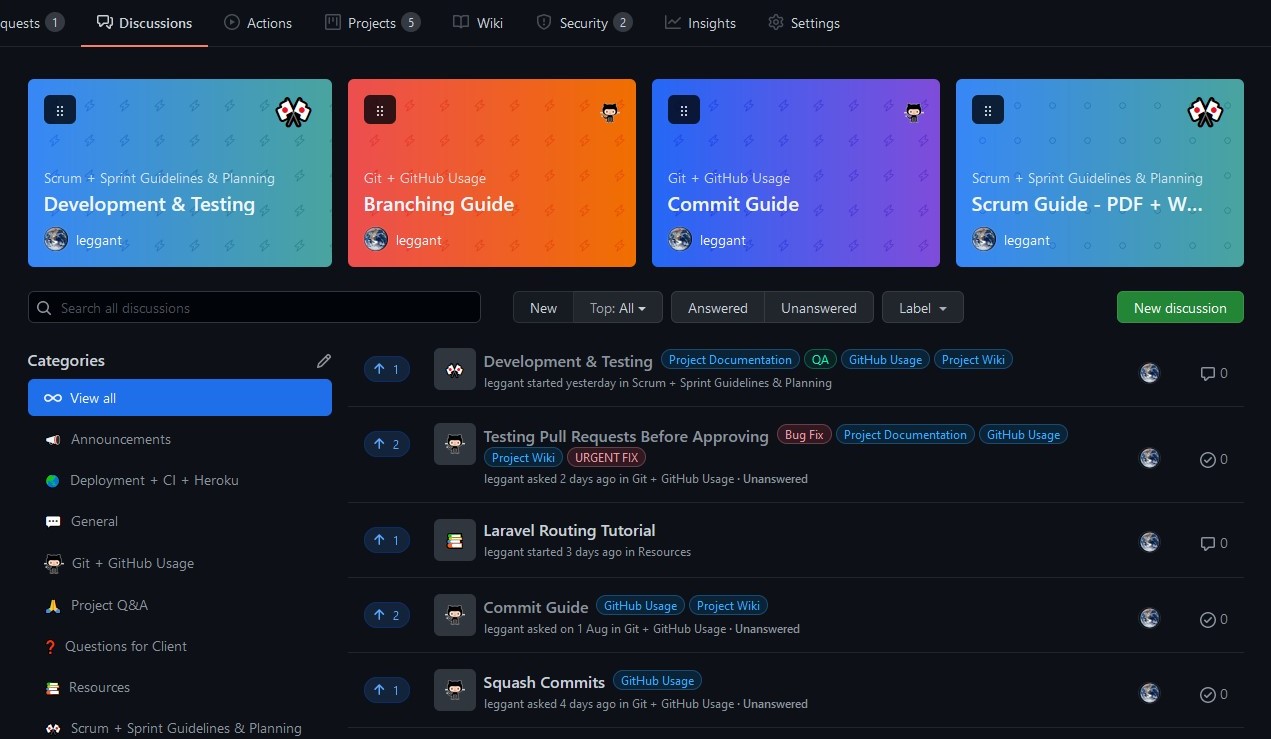 quests 1 Discussions Actions Projects 5 Wiki Security 2 Insights Settings
Scrum + Sprint Guidelines & Planning
Development & Testing
leggant
Git + GitHub Usage
Branching Guide
leggant
Git + GitHub Usage
Commit Guide
leggant
Scrum + Sprint Guidelines & Planning
Scrum Guide - PDF + W...
leggant
Search all discussions New Top: All Answered Unanswered Label New discussion
Categories
View all
Announcements
Deployment + CI + Heroku
General
Git + GitHub Usage
Project Q&A
Questions for Client
Resources
Scrum + Sprint Guidelines & Planning
1 Development & Testing Project Documentation QA GitHub Usage Project Wiki 0
leggant started yesterday in Scrum + Sprint Guidelines & Planning
2 Testing Pull Requests Before Approving Bug Fix Project Documentation GitHub Usage
Project Wiki URGENT FIX 0
leggant asked 2 days ago in Git + GitHub Usage · Unanswered
1 Laravel Routing Tutorial 0
leggant started 3 days ago in Resources
2 Commit Guide GitHub Usage Project Wiki 0
leggant asked on 1 Aug in Git + GitHub Usage · Unanswered
1 Squash Commits GitHub Usage 0
leggant asked 4 days ago in Git + GitHub Usage · Unanswered